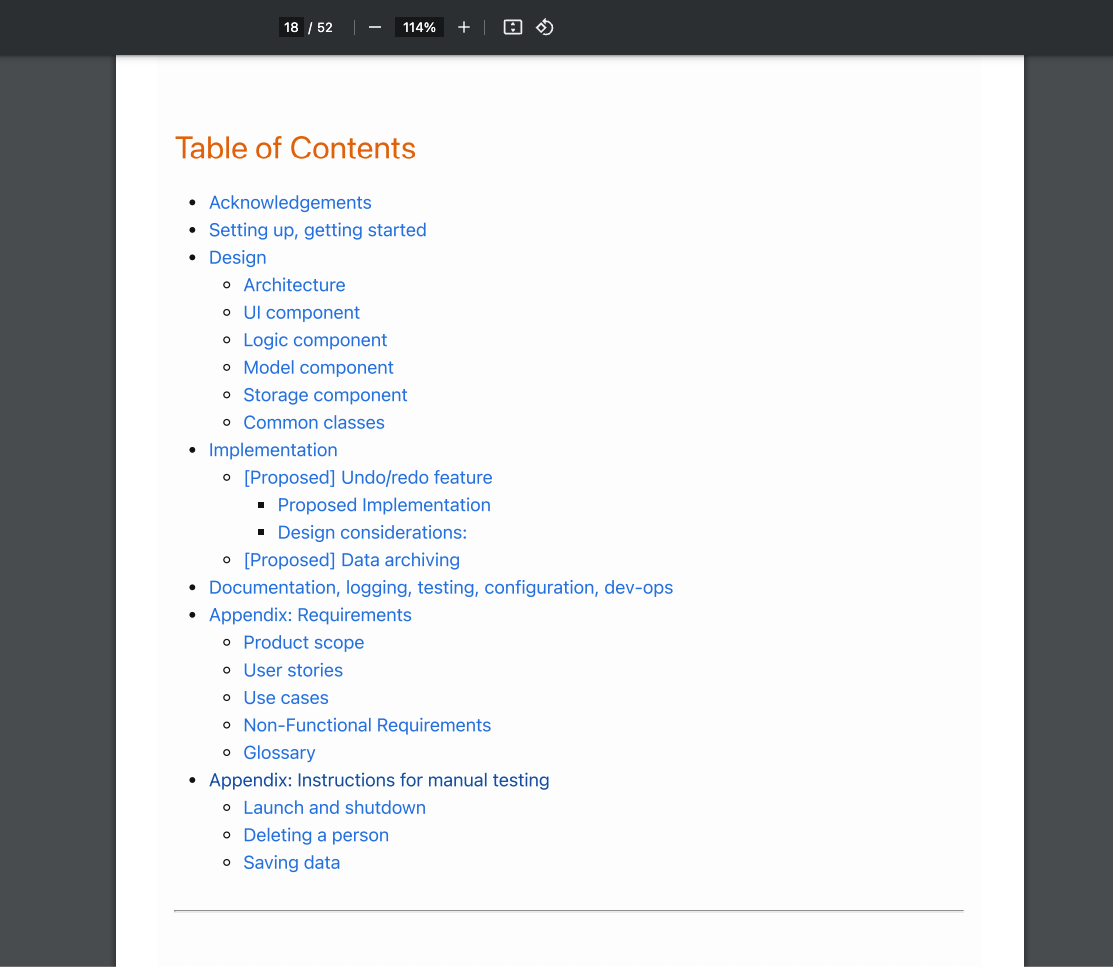 18 / 52 — 114% +
Table of Contents
Acknowledgements
Setting up, getting started
Design
Architecture
UI component
Logic component
Model component
Storage component
Common classes
Implementation
[Proposed] Undo/redo feature
Proposed Implementation
Design considerations:
[Proposed] Data archiving
Documentation, logging, testing, configuration, dev-ops
Appendix: Requirements
Product scope
User stories
Use cases
Non-Functional Requirements
Glossary
Appendix: Instructions for manual testing
Launch and shutdown
Deleting a person
Saving data